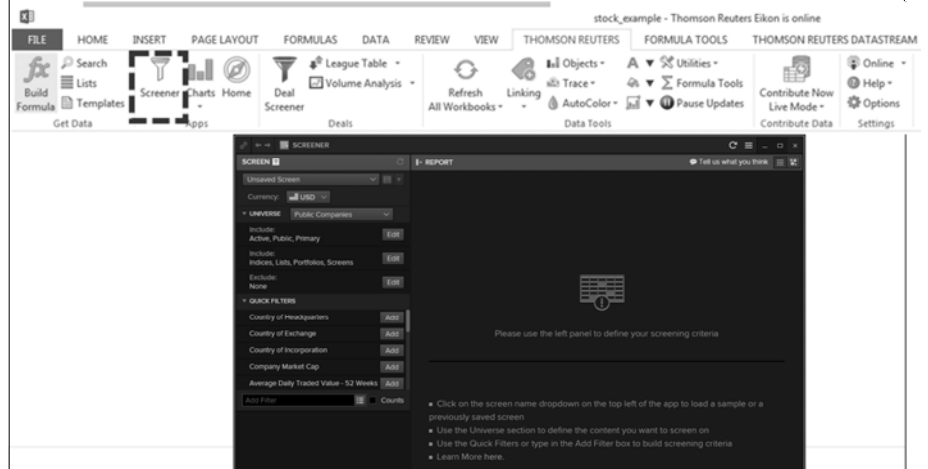 stock_example - Thomson Reuters Eikon is online
FILE HOME INSERT PAGE LAYOUT FORMULAS DATA REVIEW VIEW THOMSON REUTERS FORMULA TOOLS THOMSON REUTERS DATASTREAM
Build Formula
Search
Lists
Templates
Get Data
Screener
Charts
Home
Apps
Deal Screener
League Table
Volume Analysis
Deals
Refresh All Workbooks
Linking
Objects
Trace
AutoColor
Utilities
Formula Tools
Pause Updates
Data Tools
Contribute Now
Live Mode
Contribute Data
Online
Help
Options
Settings
SCREENER
SCREEN
REPORT
Tell us what you think
Unsaved Screen
Currency: USD
UNIVERSE Public Companies
Include:
Active, Public, Primary Edit
Include:
Indices, Lists, Portfolios, Screens Edit
Exclude:
None Edit
QUICK FILTERS
Country of Headquarters Add
Country of Exchange Add
Country of Incorporation Add
Company Market Cap Add
Average Daily Traded Value - 52 Weeks Add
Add Filter Counts
Please use the left panel to define your screening criteria
Click on the screen name dropdown on the top left of the app to load a sample or a
previously saved screen
Use the Universe section to define the content you want to screen on
Use the Quick Filters or type in the Add Filter box to build screening criteria
Learn More here.